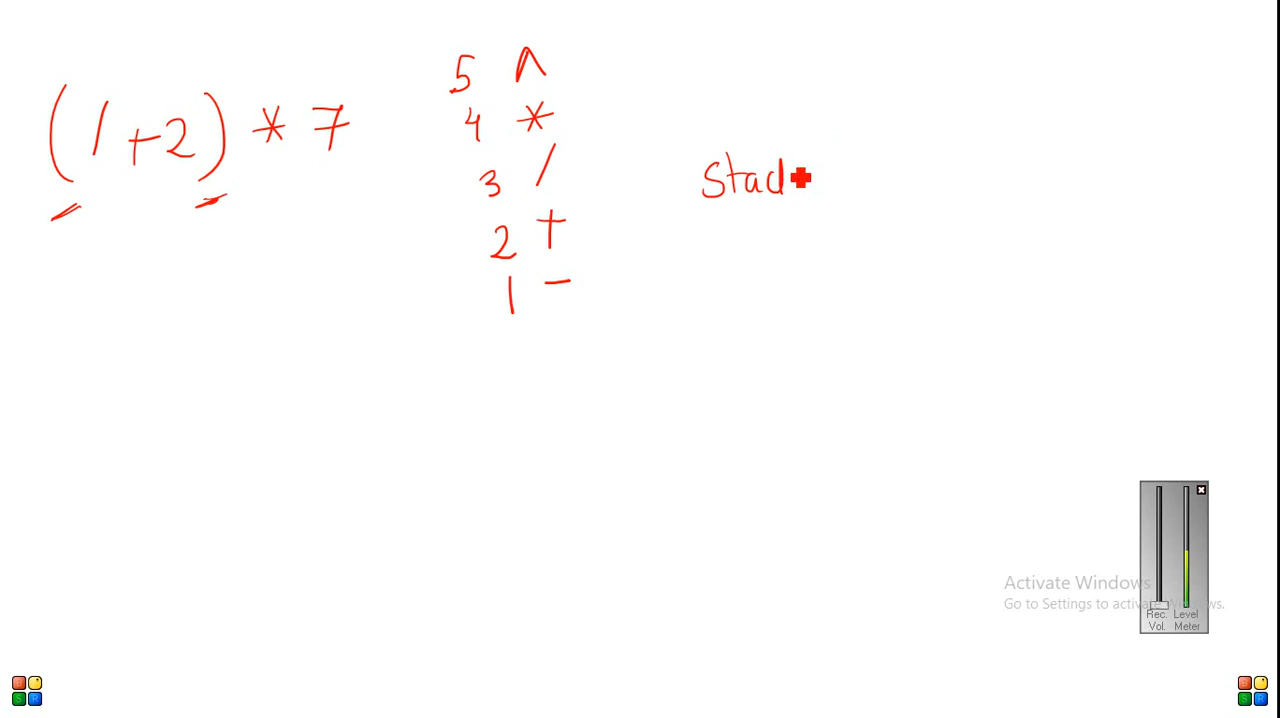 (1+2) * 7
5 ^
4 *
3 /
2 +
1 -
Stad
Activate Windows
Go to Settings to activate Windows.
Rec. Vol.
Level Meter